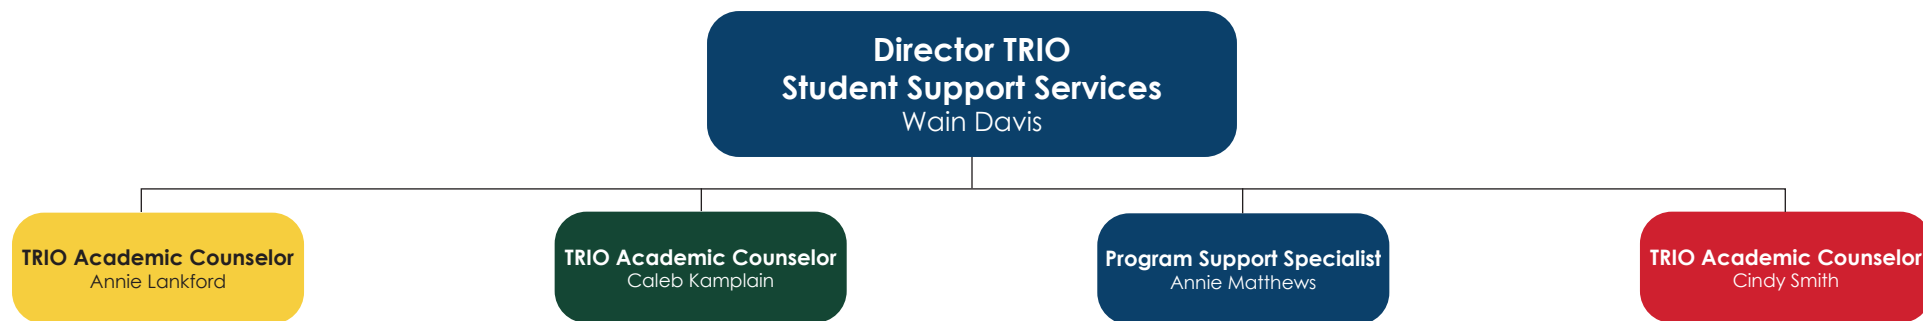 Director TRIO
Student Support Services
Wain Davis
TRIO Academic Counselor
Annie Lankford
TRIO Academic Counselor
Caleb Kamplain
Program Support Specialist
Annie Matthews
TRIO Academic Counselor
Cindy Smith